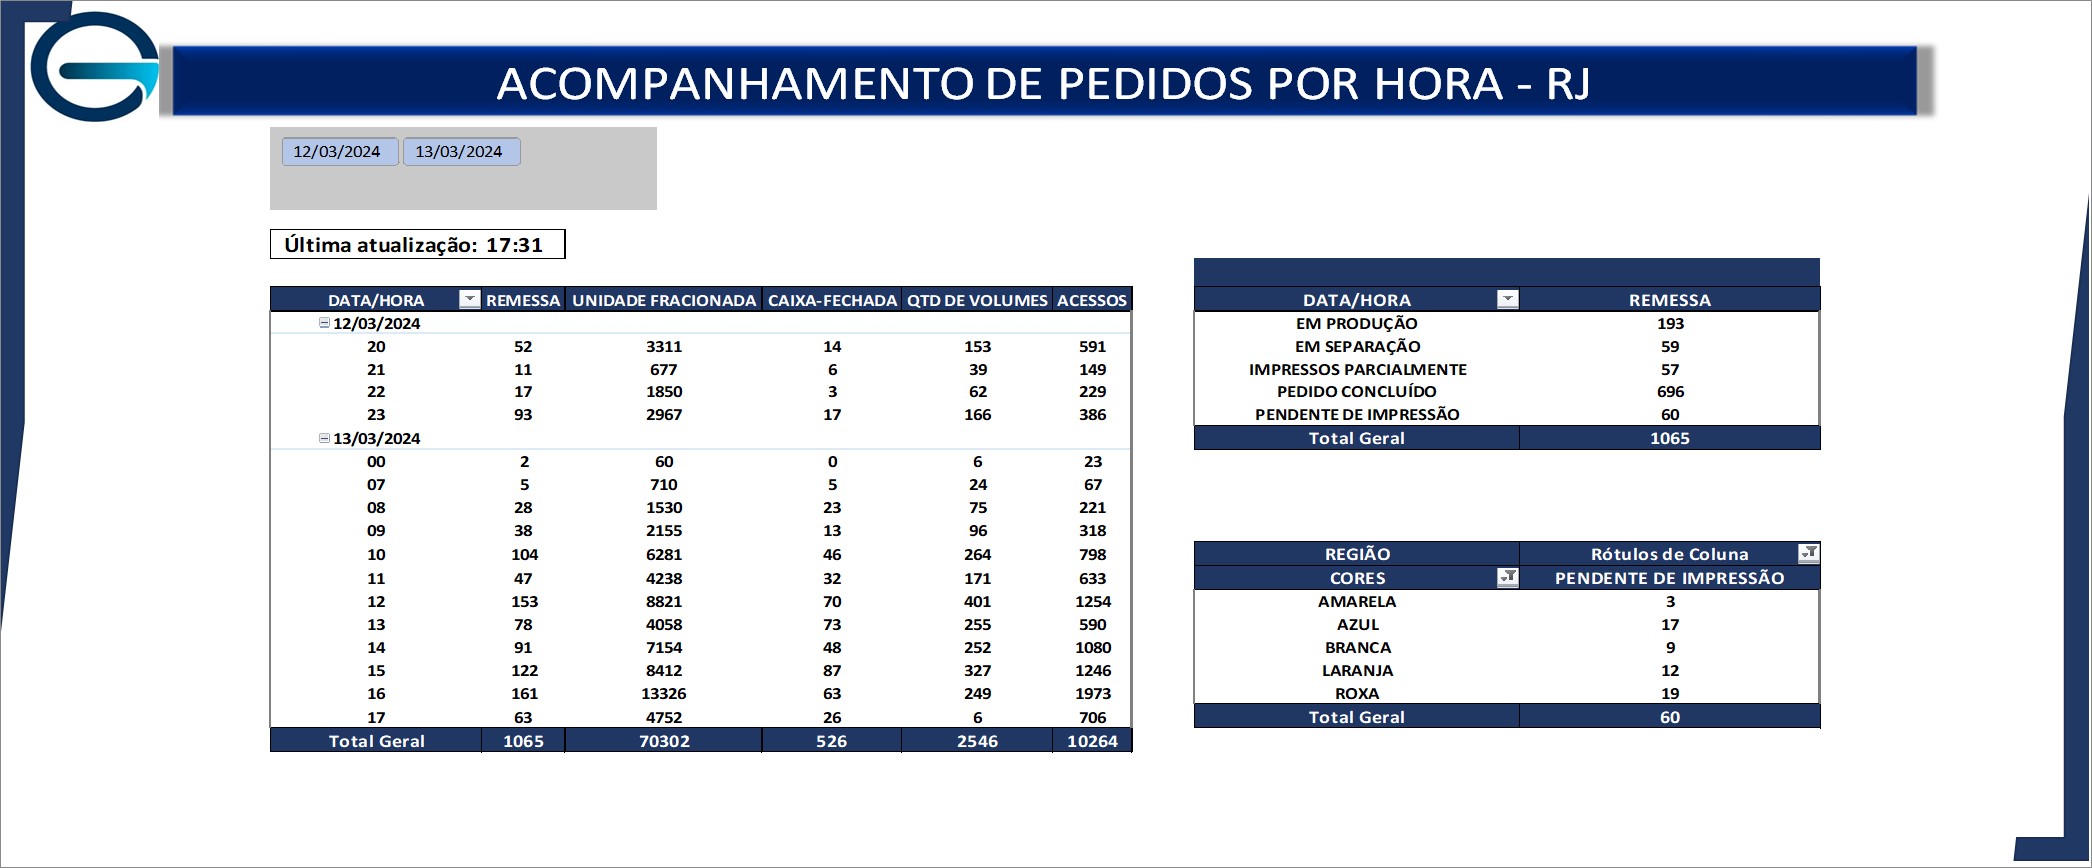 ACOMPANHAMENTO DE PEDIDOS POR HORA - RJ
12/03/2024 13/03/2024
Última atualização: 17:31
DATA/HORA REMESSA UNIDADE FRACIONADA CAIXA-FECHADA QTD DE VOLUMES ACESSOS
12/03/2024
20 52 3311 14 153 591
21 11 677 6 39 149
22 17 1850 3 62 229
23 93 2967 17 166 386
13/03/2024
00 2 60 0 6 23
07 5 710 5 24 67
08 28 1530 23 75 221
09 38 2155 13 96 318
10 104 6281 46 264 798
11 47 4238 32 171 633
12 153 8821 70 401 1254
13 78 4058 73 255 590
14 91 7154 48 252 1080
15 122 8412 87 327 1246
16 161 13326 63 249 1973
17 63 4752 26 6 706
Total Geral 1065 70302 526 2546 10264
DATA/HORA REMESSA
EM PRODUÇÃO 193
EM SEPARAÇÃO 59
IMPRESSOS PARCIALMENTE 57
PEDIDO CONCLUÍDO 696
PENDENTE DE IMPRESSÃO 60
Total Geral 1065
REGIÃO Rótulos de Coluna
CORES PENDENTE DE IMPRESSÃO
AMARELA 3
AZUL 17
BRANCA 9
LARANJA 12
ROXA 19
Total Geral 60